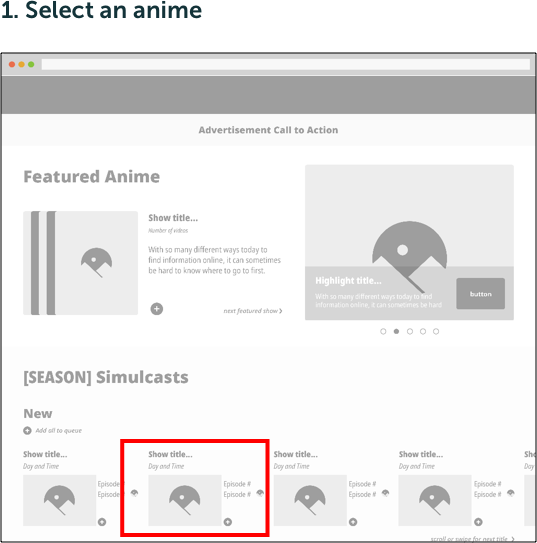 1. Select an anime
Advertisement Call to Action
Featured Anime
Show title...
Number of videos
With so many different ways today to
find information online, it can sometimes
be hard to know where to go to first.
next featured show ❯
Highlight title...
With so many different ways today to find
information online, it can sometimes be hard
button
[SEASON] Simulcasts
New
Add all to queue
Show title...
Day and Time
Episode
Episode
Show title...
Day and Time
Episode #
Episode #
Show title...
Day and Time
Episode #
Episode #
Show title...
Day and Time
Episode #
Episode #
Sho
Day
scroll or swipe for next title ❯